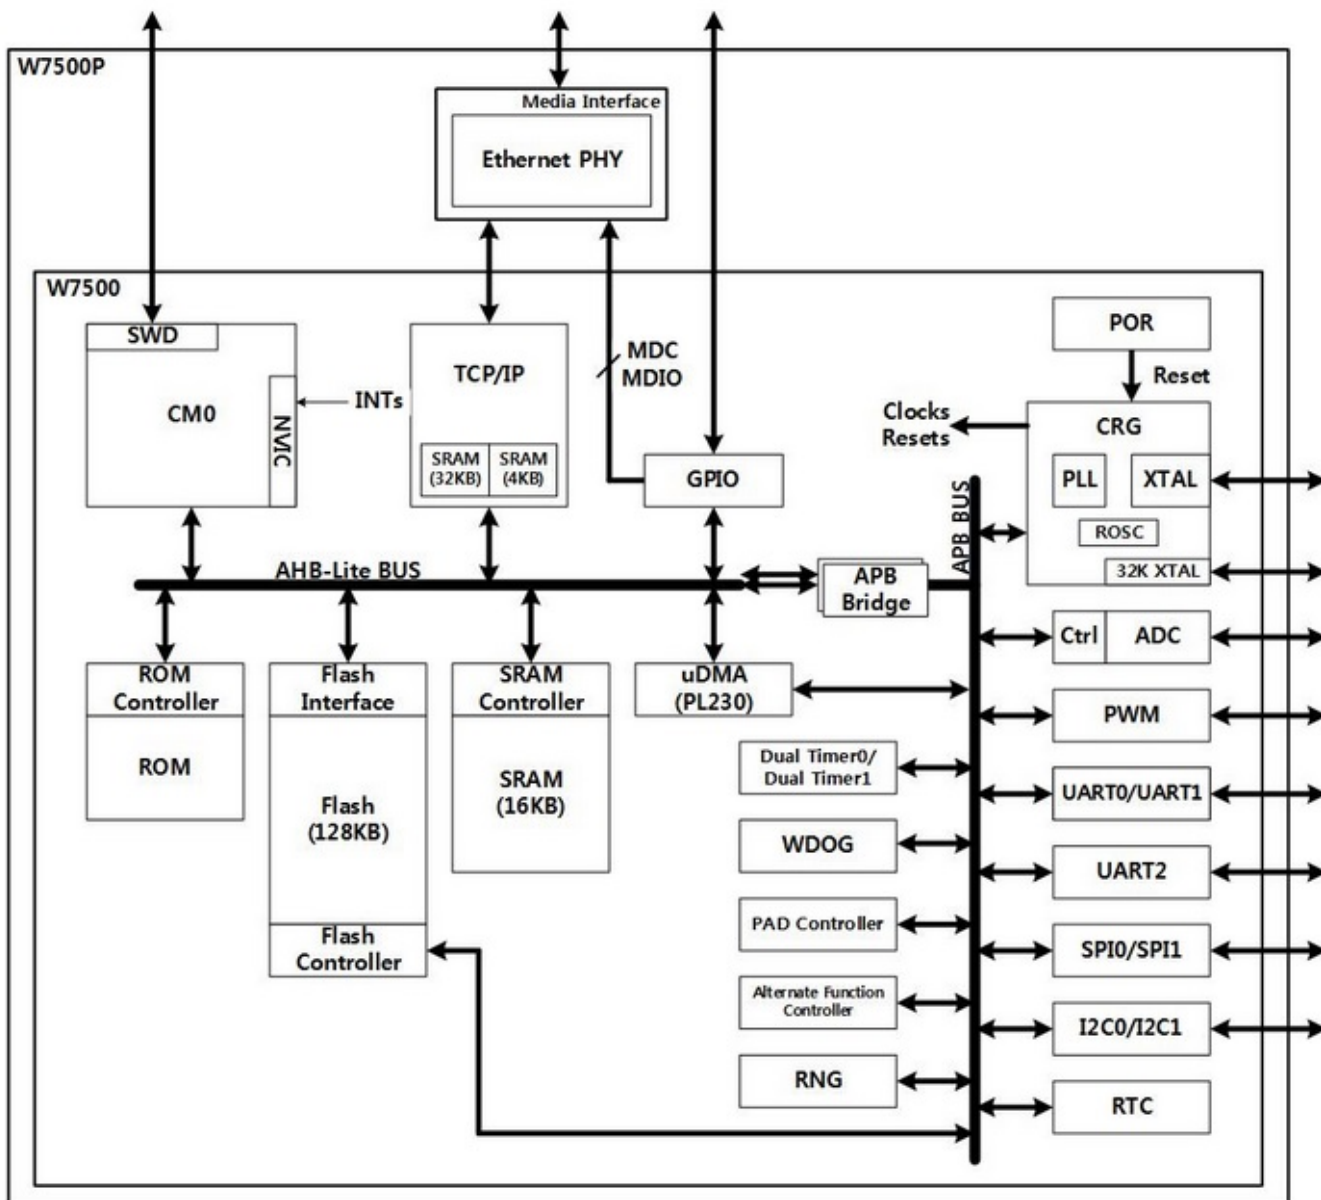 W7500P
Media Interface
Ethernet PHY
W7500
SWD
CM0
NVIC
INTs
TCP/IP
SRAM
(32KB)
SRAM
(4KB)
MDC
MDIO
GPIO
POR
Reset
Clocks
Resets
CRG
PLL
XTAL
ROSC
32K XTAL
APB BUS
AHB-Lite BUS
APB
Bridge
Ctrl
ADC
ROM
Controller
ROM
Flash
Interface
Flash
(128KB)
Flash
Controller
SRAM
Controller
SRAM
(16KB)
uDMA
(PL230)
PWM
Dual Timer0/
Dual Timer1
UART0/UART1
WDOG
UART2
PAD Controller
SPI0/SPI1
Alternate Function
Controller
I2C0/I2C1
RNG
RTC